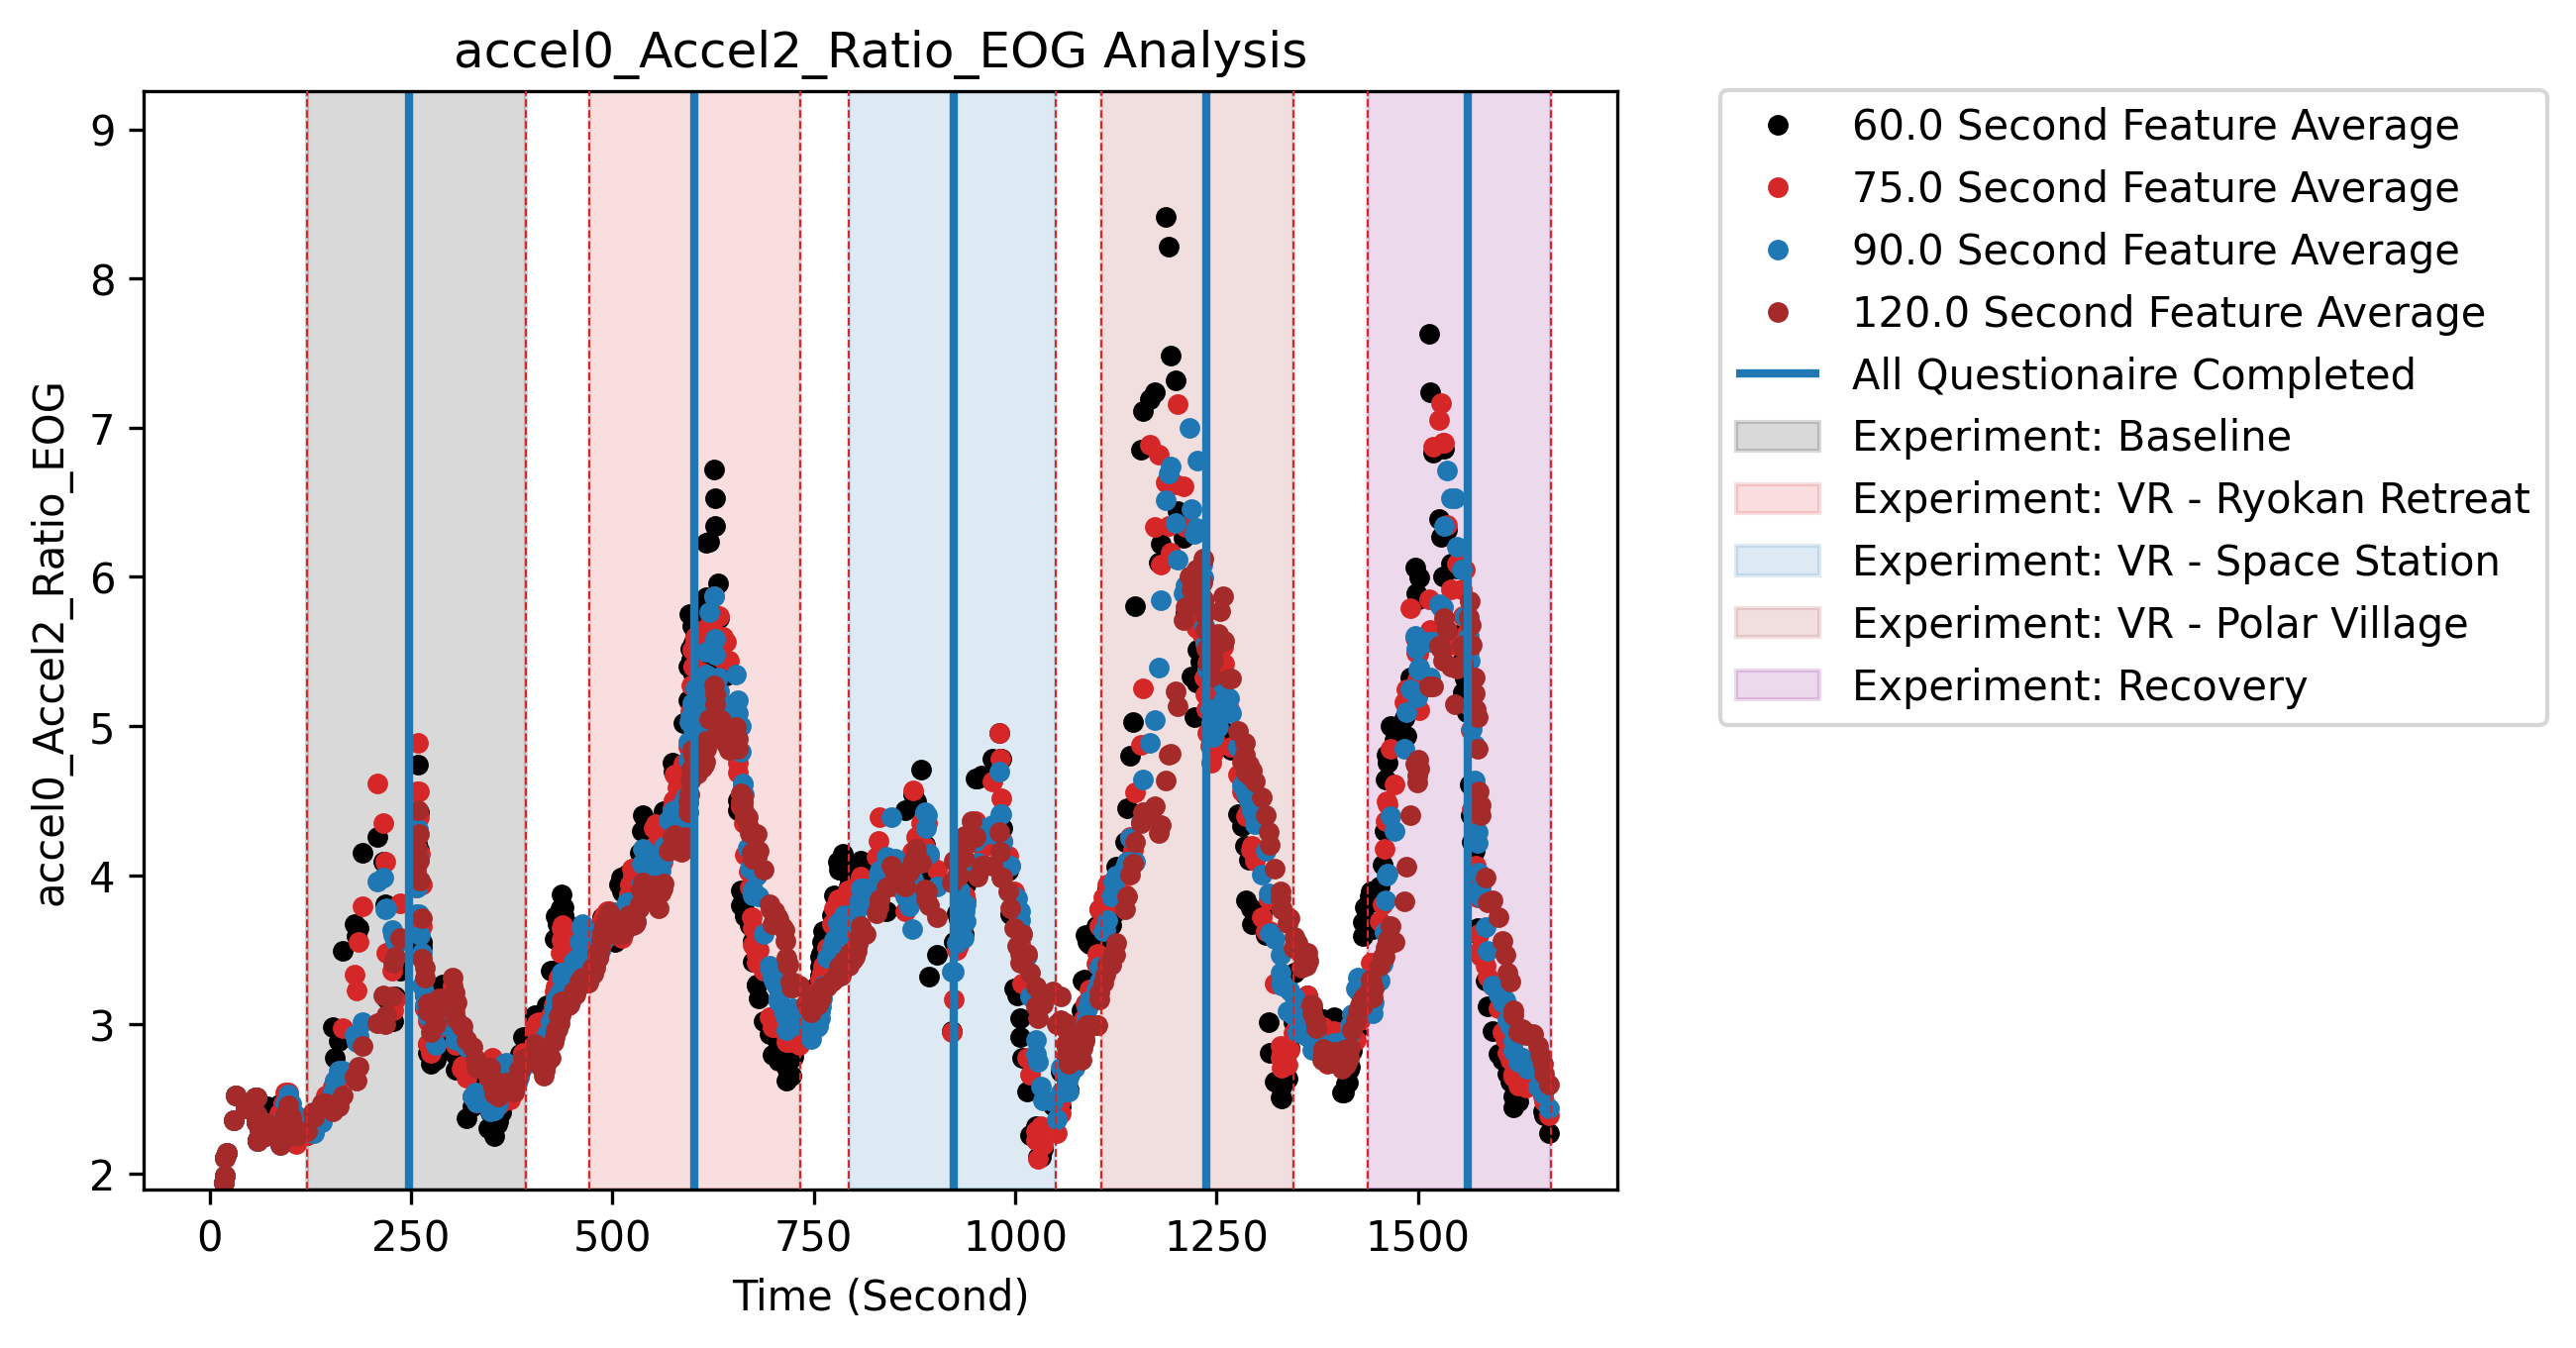 accel0_Accel2_Ratio_EOG Analysis
9
8
7
6
5
4
3
2
accel0_Accel2_Ratio_EOG
0
250
500
750
1000
1250
1500
Time (Second)
60.0 Second Feature Average
75.0 Second Feature Average
90.0 Second Feature Average
120.0 Second Feature Average
All Questionaire Completed
Experiment: Baseline
Experiment: VR - Ryokan Retreat
Experiment: VR - Space Station
Experiment: VR - Polar Village
Experiment: Recovery